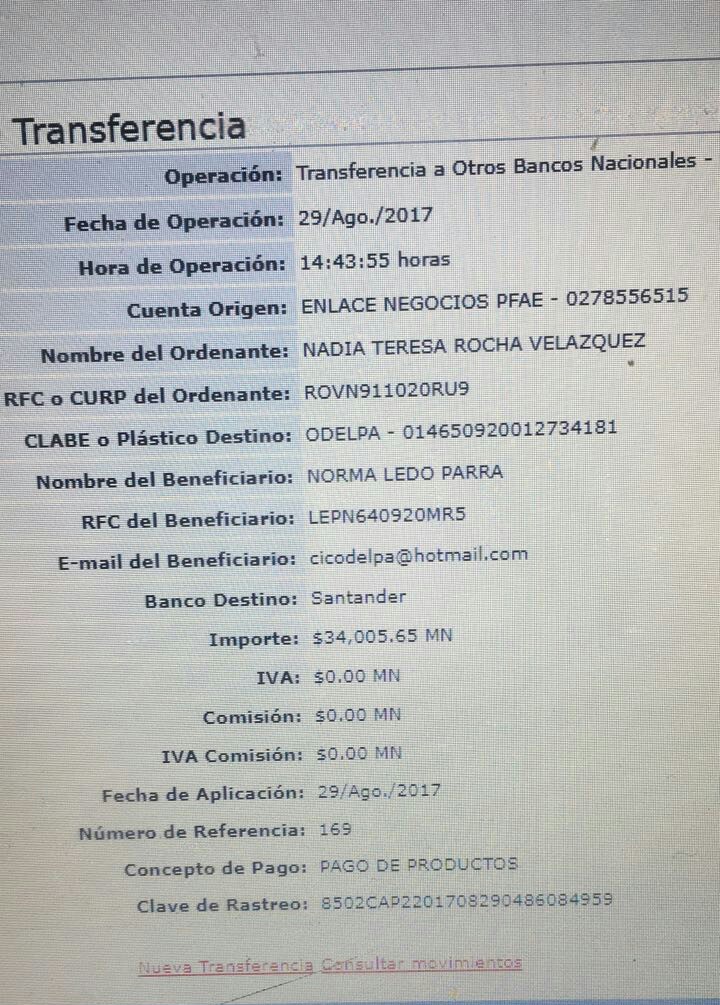 Transferencia
Operación: Transferencia a Otros Bancos Nacionales -
Fecha de Operación: 29/Ago./2017
Hora de Operación: 14:43:55 horas
Cuenta Origen: ENLACE NEGOCIOS PFAE - 0278556515
Nombre del Ordenante: NADIA TERESA ROCHA VELAZQUEZ
RFC o CURP del Ordenante: ROVN911020RU9
CLABE o Plástico Destino: ODELPA - 014650920012734181
Nombre del Beneficiario: NORMA LEDO PARRA
RFC del Beneficiario: LEPN640920MR5
E-mail del Beneficiario: cicodelpa@hotmail.com
Banco Destino: Santander
Importe: $34,005.65 MN
IVA: $0.00 MN
Comisión: $0.00 MN
IVA Comisión: $0.00 MN
Fecha de Aplicación: 29/Ago./2017
Número de Referencia: 169
Concepto de Pago: PAGO DE PRODUCTOS
Clave de Rastreo: 8502CAP2201708290486084959
Nueva Transferencia Consultar movimientos